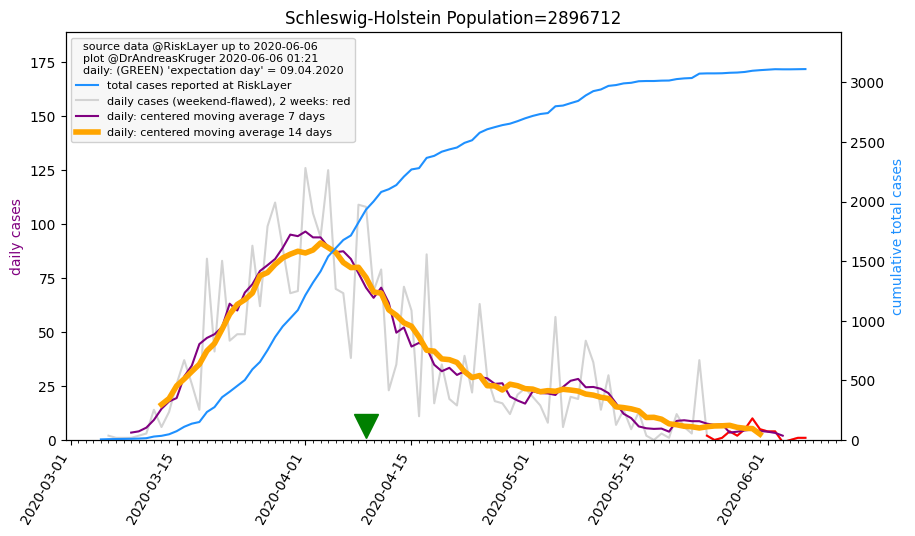 Schleswig-Holstein Population=2896712
source data @RiskLayer up to 2020-06-06
plot @DrAndreasKruger 2020-06-06 01:21
daily: (GREEN) 'expectation day' = 09.04.2020
total cases reported at RiskLayer
daily cases (weekend-flawed), 2 weeks: red
daily: centered moving average 7 days
daily: centered moving average 14 days
daily cases
175
150
125
100
75
50
25
0
cumulative total cases
3000
2500
2000
1500
1000
500
0
2020-03-01
2020-03-15
2020-04-01
2020-04-15
2020-05-01
2020-05-15
2020-06-01